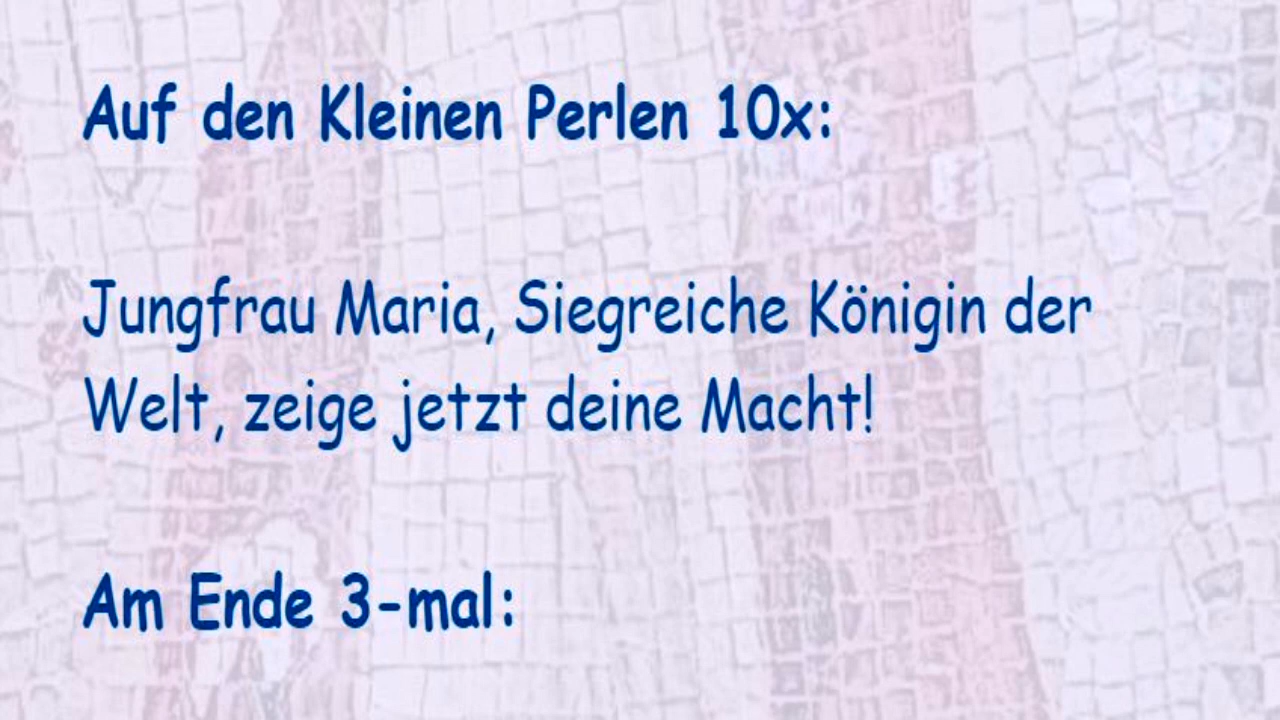 Auf den Kleinen Perlen 10x:
Jungfrau Maria, Siegreiche Königin der
Welt, zeige jetzt deine Macht!
Am Ende 3-mal: